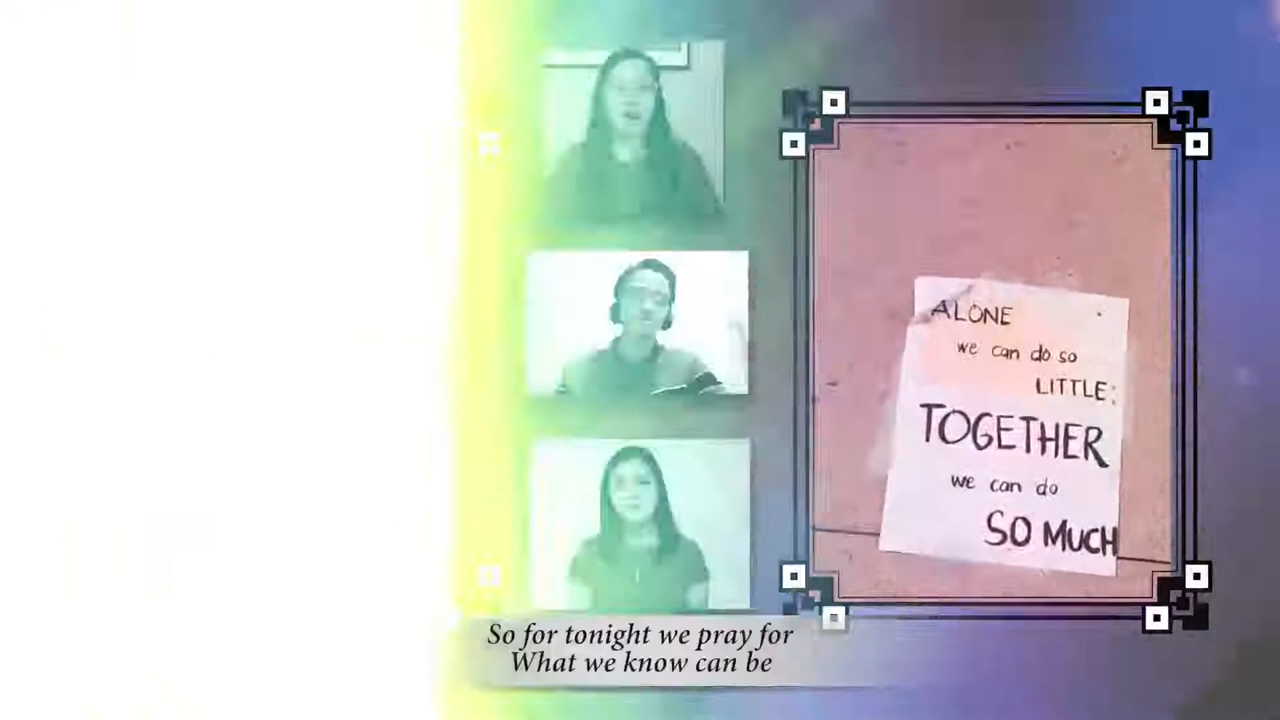 ALONE
we can do so
LITTLE:
TOGETHER
we can do
SO MUCH
So for tonight we pray for
What we know can be